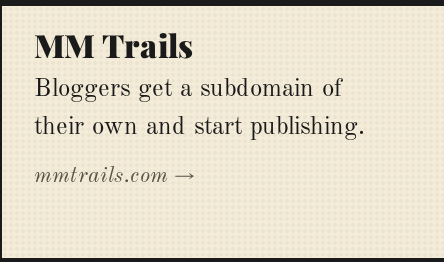 MM Trails
Bloggers get a subdomain of
their own and start publishing.
mmtrails.com →